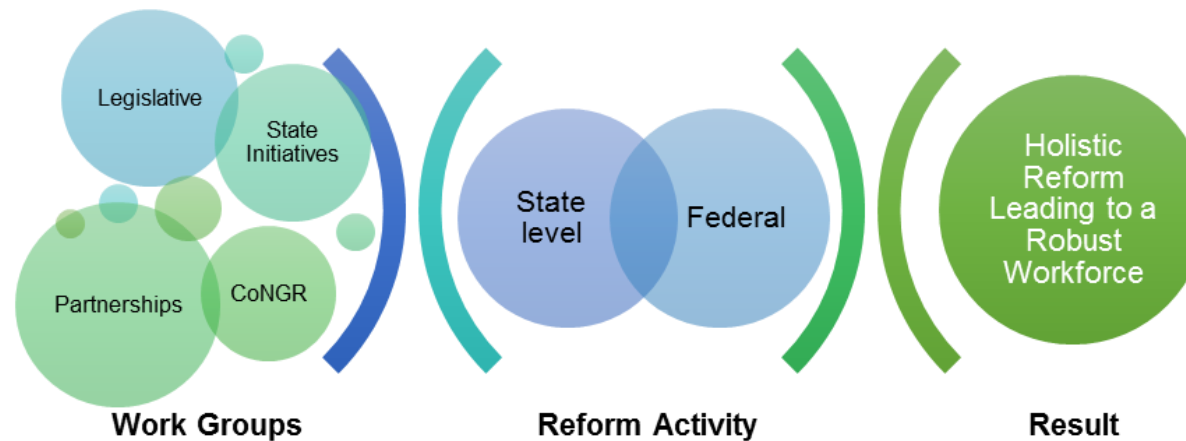 Legislative
State
Initiatives
Partnerships
CoNGR
Work Groups
State
level
Federal
Reform Activity
Holistic
Reform
Leading to a
Robust
Workforce
Result